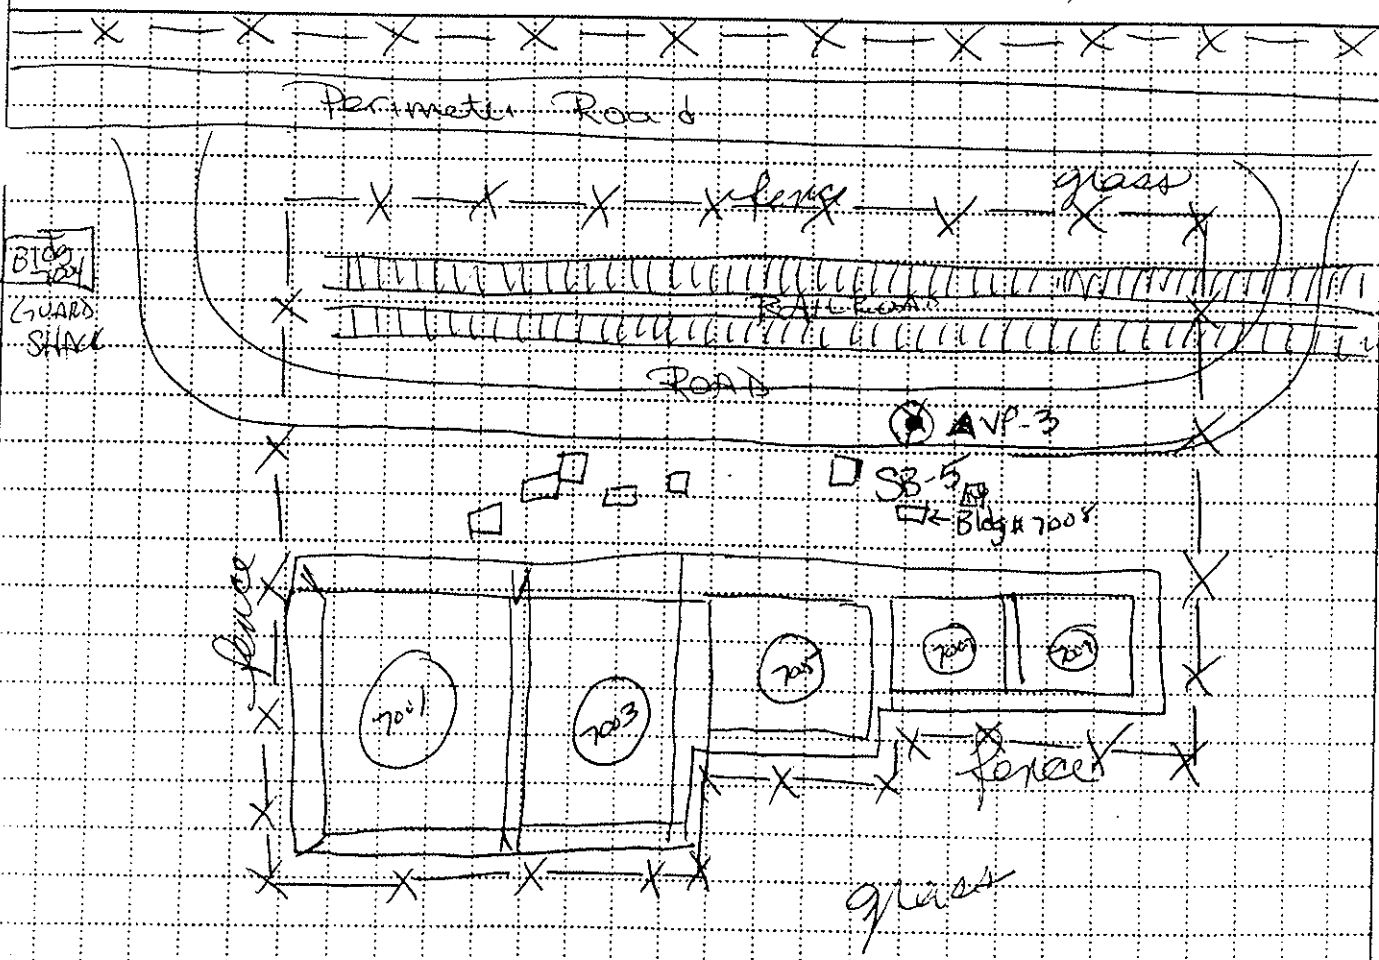 Perimeter Road
fence
grass
Bldg
GUARD
SHACK
RAILROAD
ROAD
VP-3
SB-5
Bldg# 7008
fence
7001
7003
7005
7007
7009
fence
grass